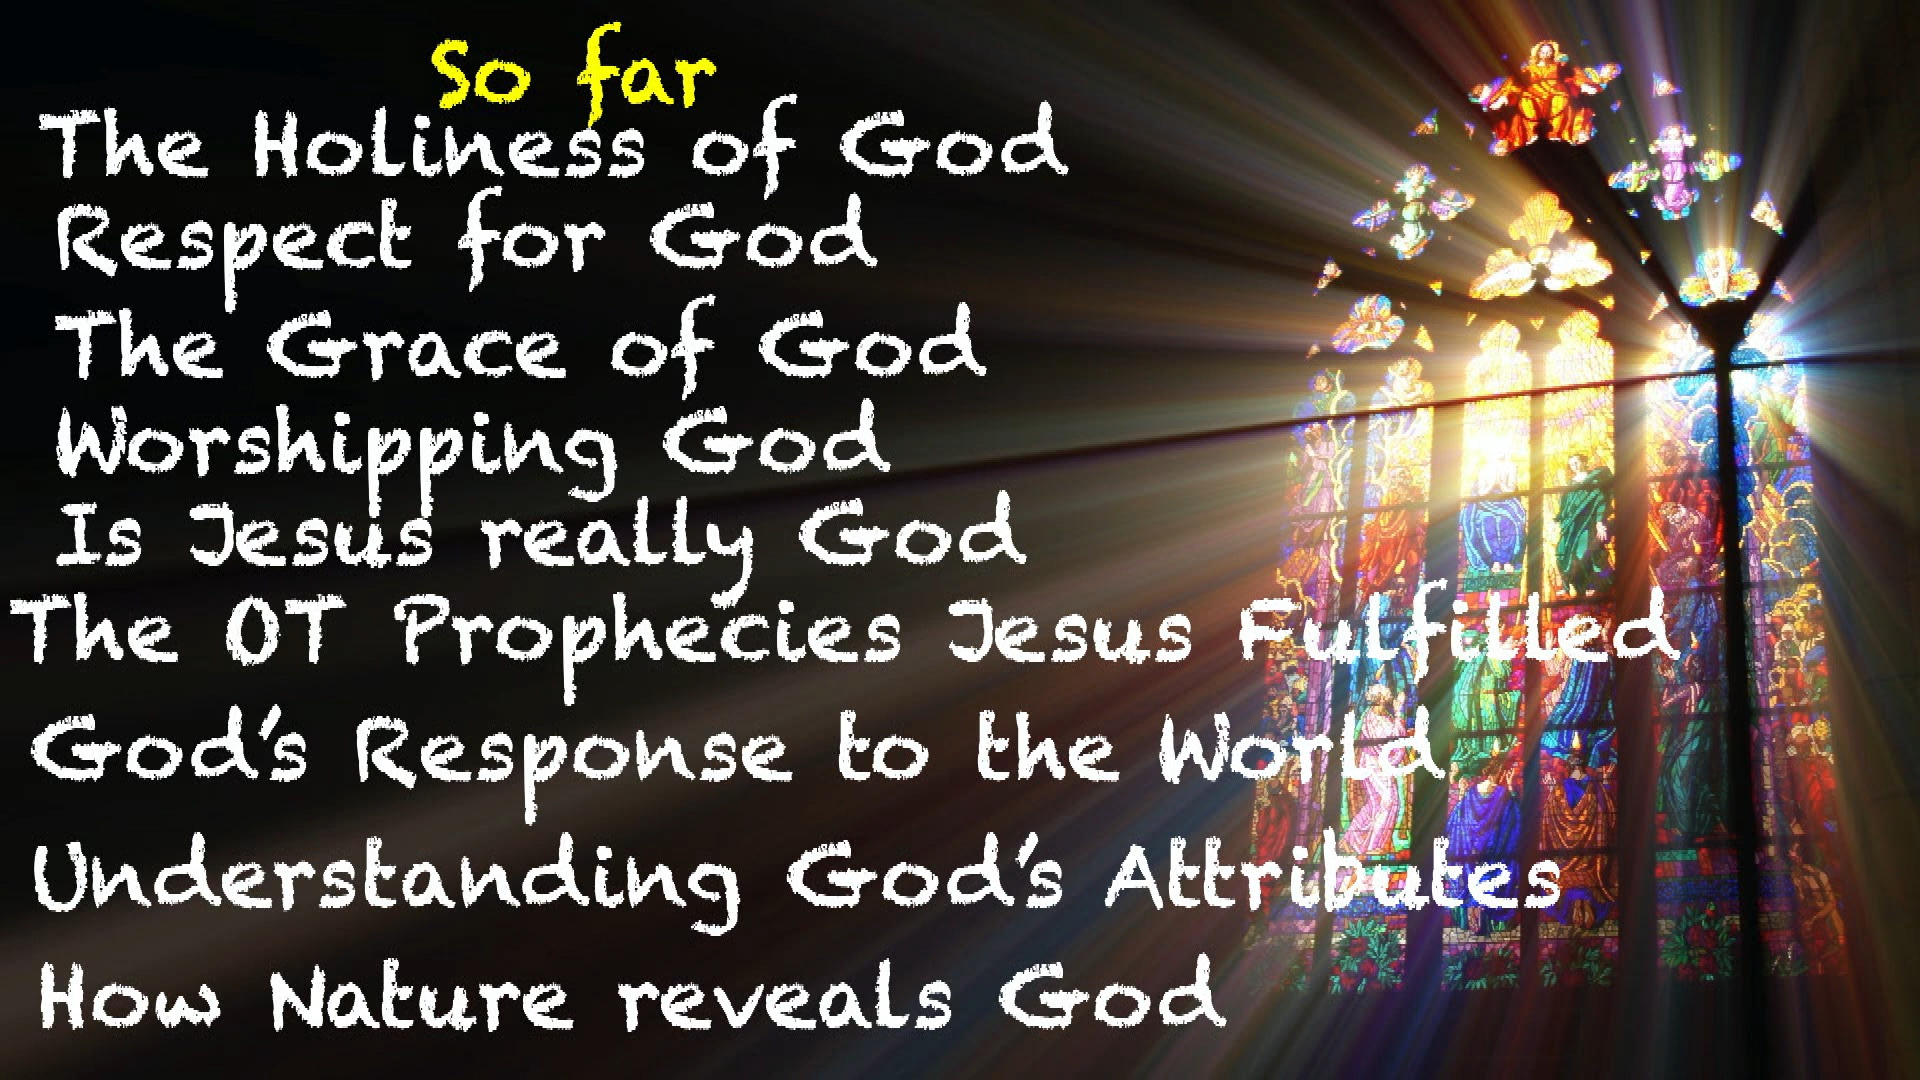 So far
The Holiness of God
Respect for God
The Grace of God
Worshipping God
Is Jesus really God
The OT Prophecies Jesus Fulfilled
God's Response to the World
Understanding God's Attributes
How Nature reveals God